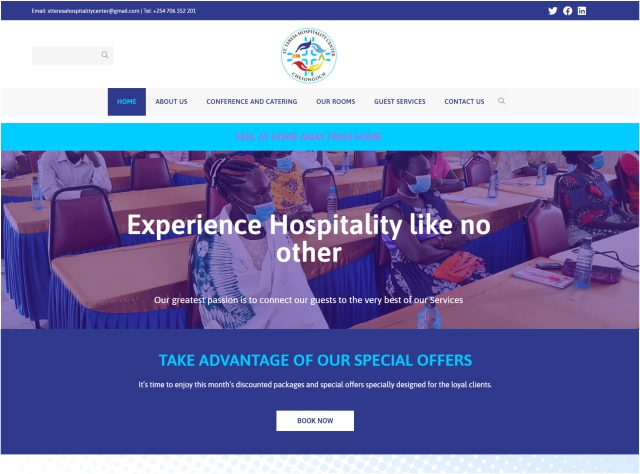 Email: stteresahospitalitycenter@gmail.com | Tel: +254 706 352 201
ST. TERESA HOSPITALITY CENTER
CHESONGOCH
HOME
ABOUT US
CONFERENCE AND CATERING
OUR ROOMS
GUEST SERVICES
CONTACT US
FEEL AT HOME AWAY FROM HOME
Experience Hospitality like no
other
Our greatest passion is to connect our guests to the very best of our Services
TAKE ADVANTAGE OF OUR SPECIAL OFFERS
It's time to enjoy this month's discounted packages and special offers specially designed for the loyal clients.
BOOK NOW